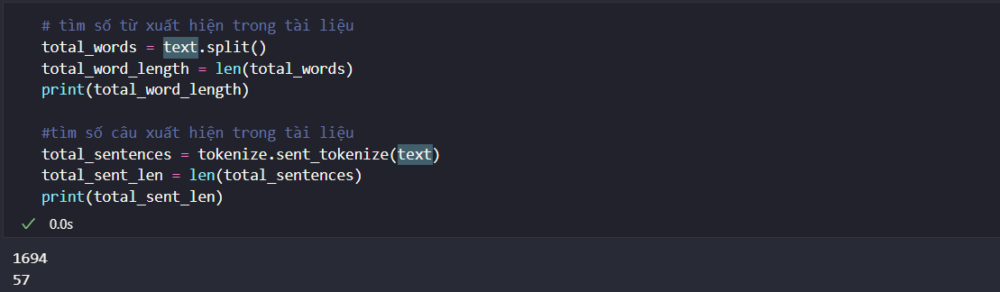 # tìm số từ xuất hiện trong tài liệu
total_words = text.split()
total_word_length = len(total_words)
print(total_word_length)
#tìm số câu xuất hiện trong tài liệu
total_sentences = tokenize.sent_tokenize(text)
total_sent_len = len(total_sentences)
print(total_sent_len)
0.0s
1694
57